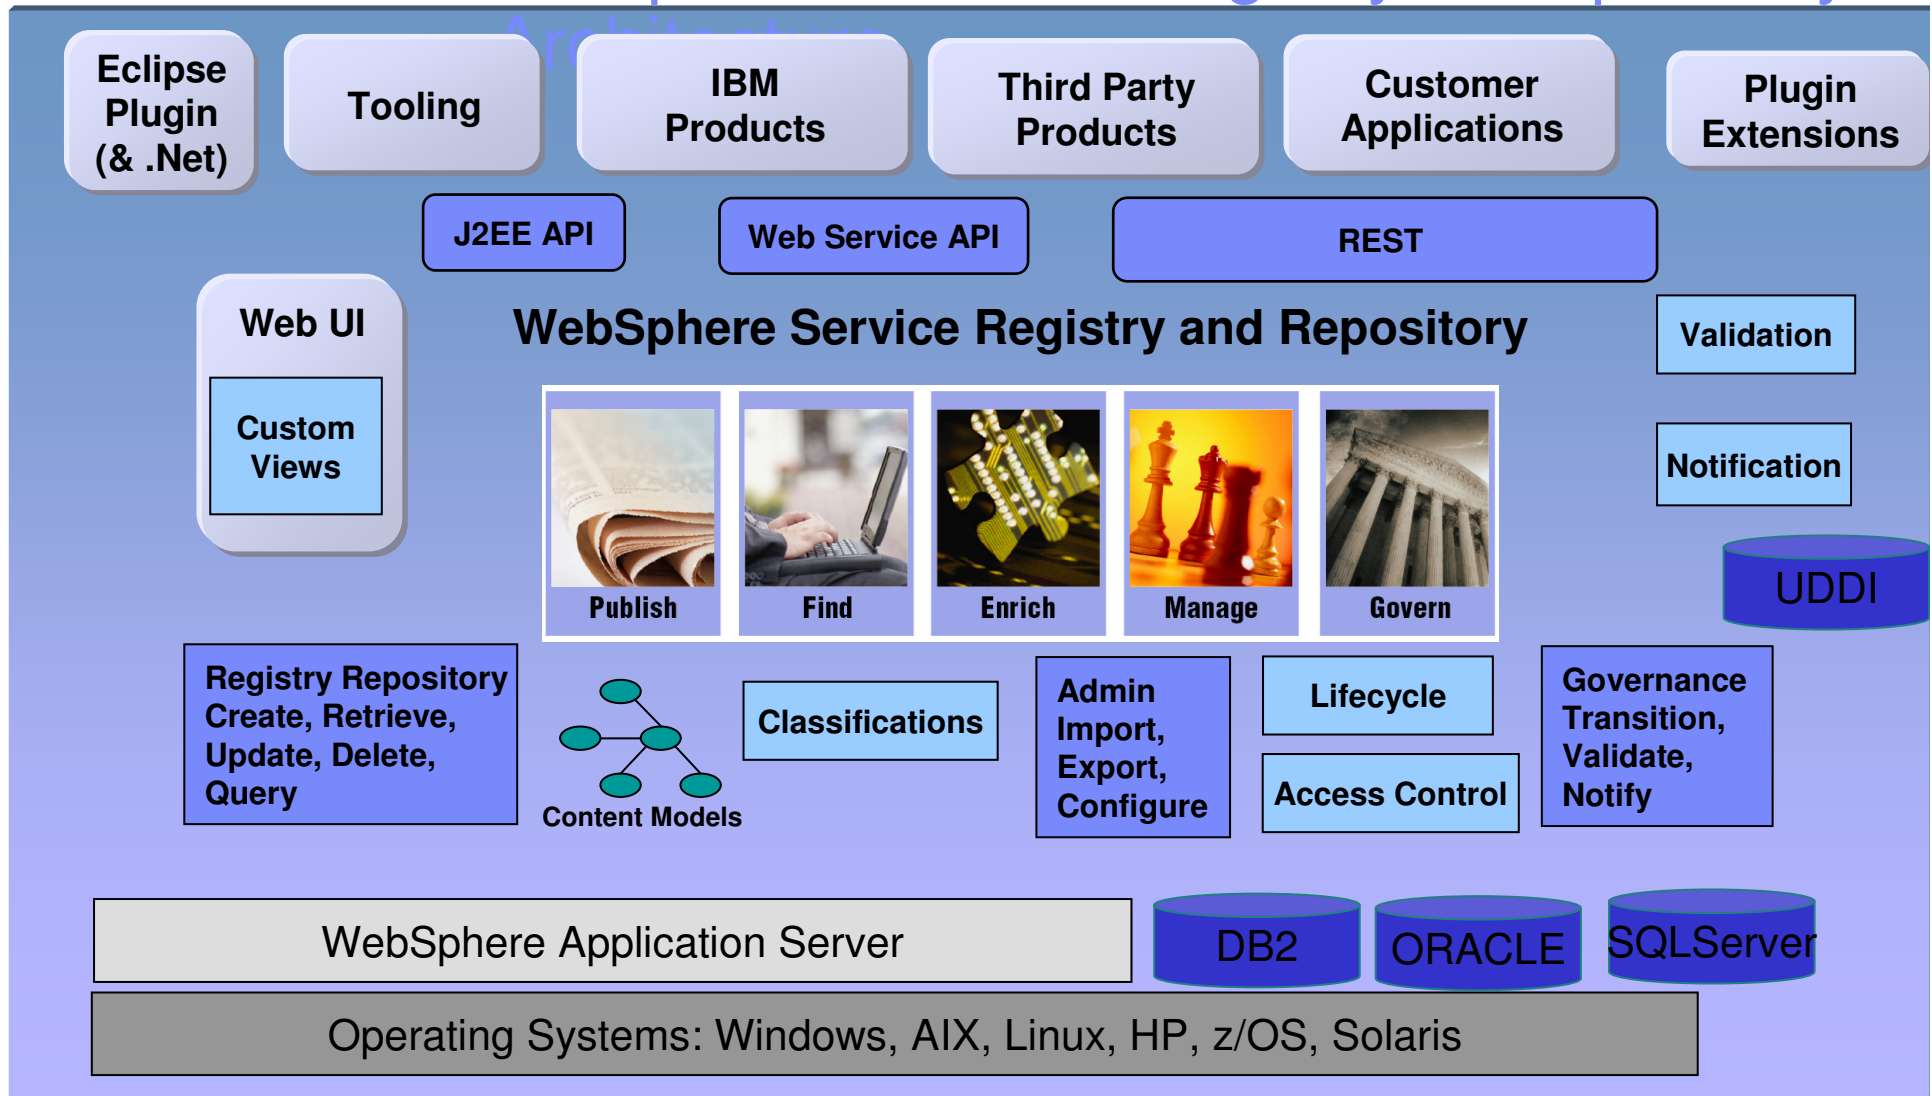 Architecture
Eclipse
Plugin
(& .Net)
Tooling
IBM
Products
Third Party
Products
Customer
Applications
Plugin
Extensions
J2EE API
Web Service API
REST
Web UI
Custom
Views
WebSphere Service Registry and Repository
Validation
Notification
Publish
Find
Enrich
Manage
Govern
UDDI
Registry Repository
Create, Retrieve,
Update, Delete,
Query
Content Models
Classifications
Admin
Import,
Export,
Configure
Lifecycle
Access Control
Governance
Transition,
Validate,
Notify
WebSphere Application Server
DB2
ORACLE
SQLServer
Operating Systems: Windows, AIX, Linux, HP, z/OS, Solaris